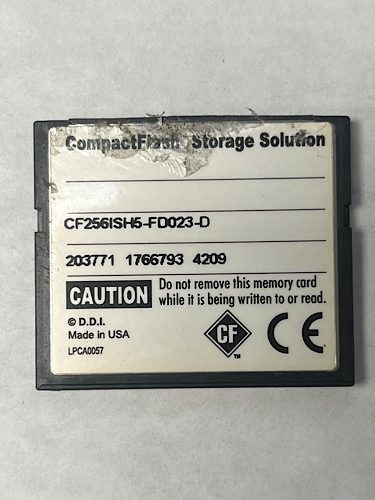 CompactFlash Storage Solution
CF256ISH5-FD023-D
203771 1766793 4209
CAUTION Do not remove this memory card
while it is being written to or read.
© D.D.I.
Made in USA
LPCA0057
CF
TM
CE